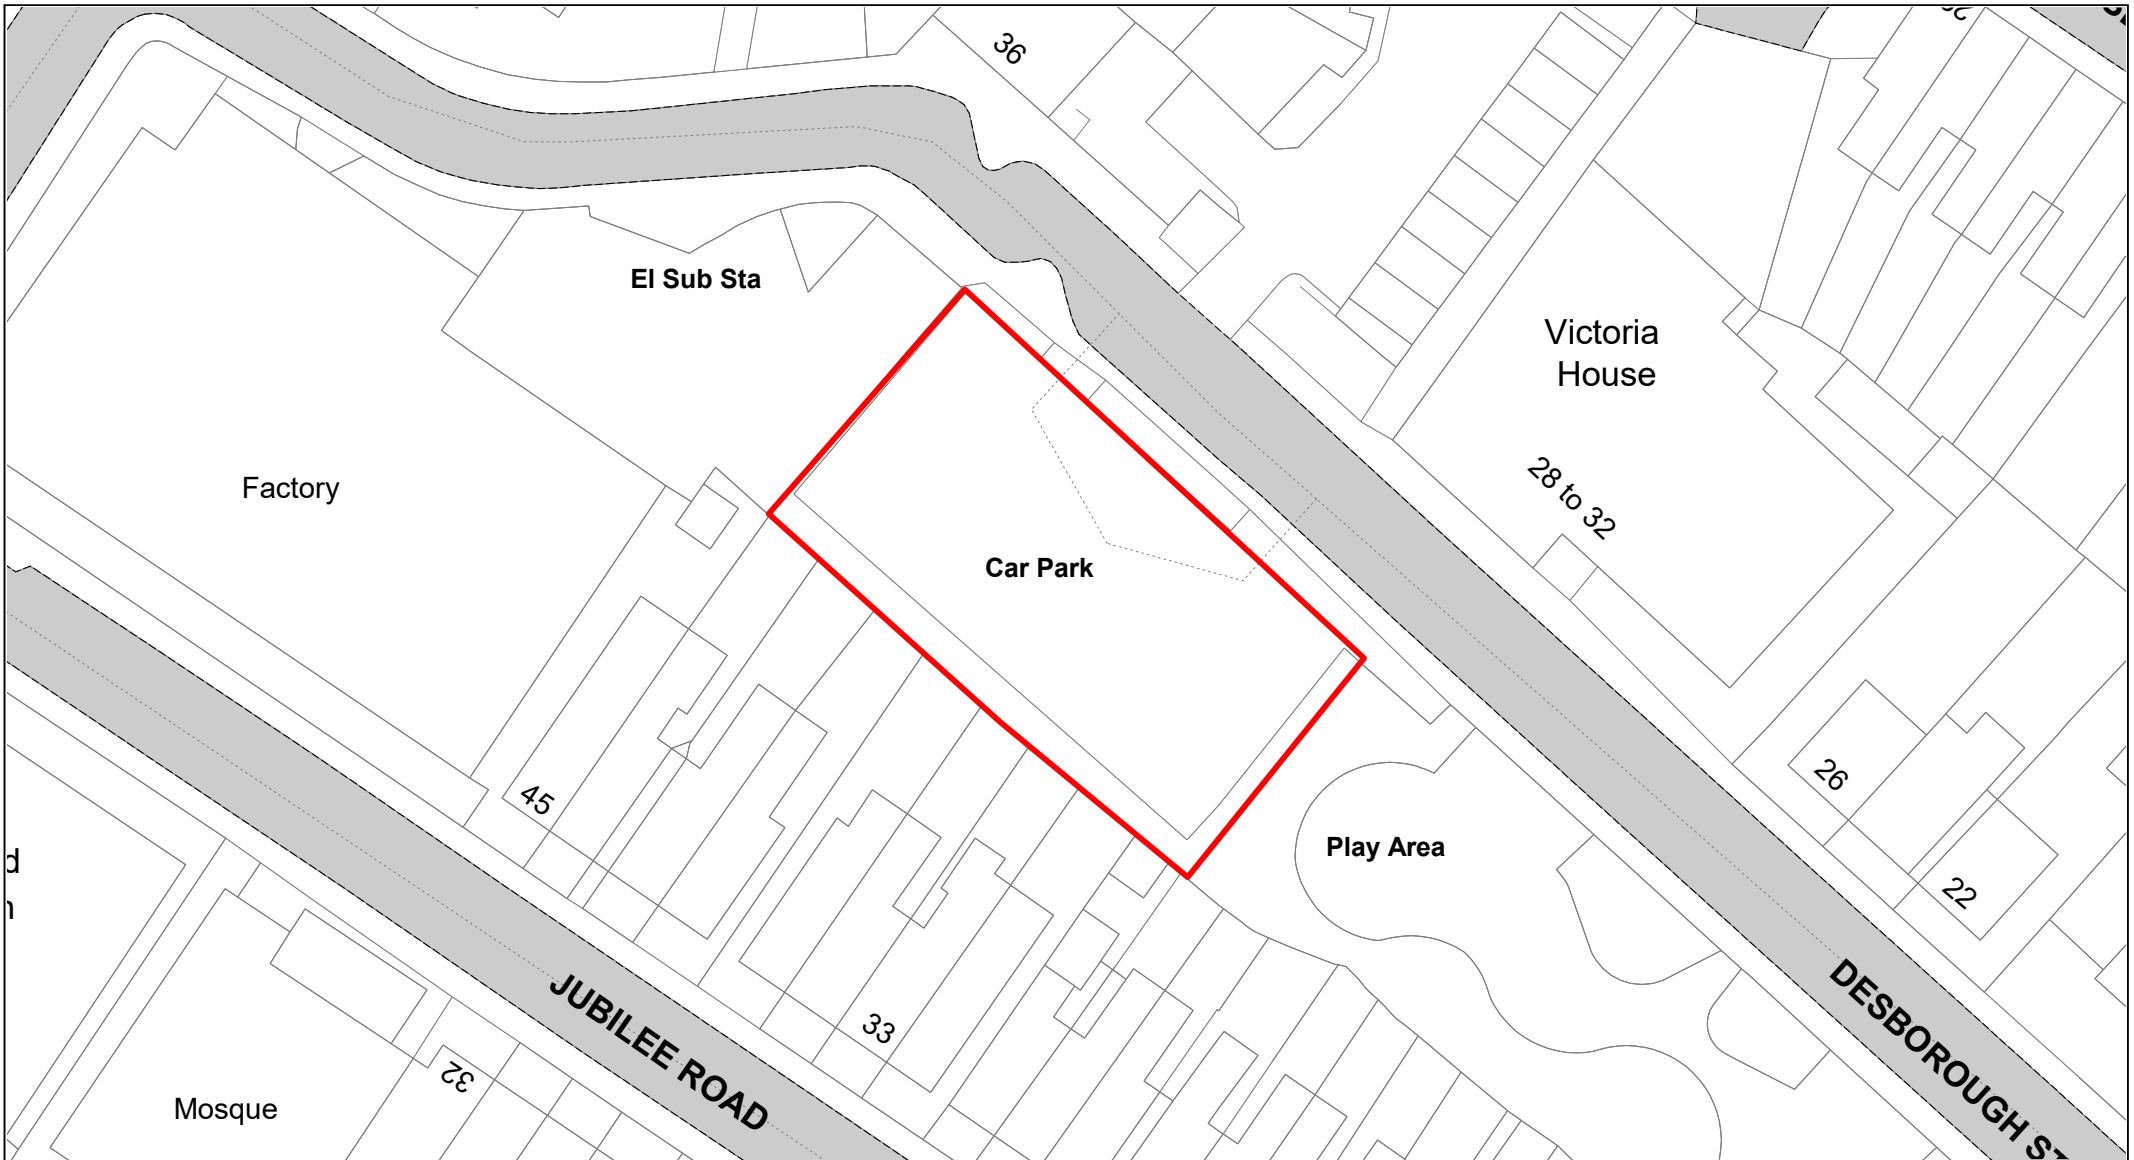 36
El Sub Sta
Victoria
House
Factory
28 to 32
Car Park
45
26
Play Area
22
JUBILEE ROAD
33
32
Mosque
DESBOROUGH ST